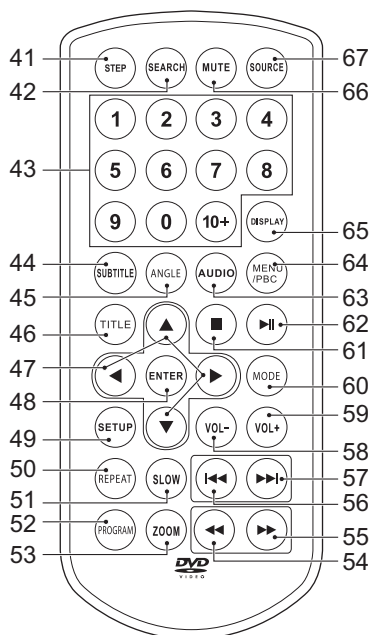 41 STEP SEARCH MUTE SOURCE 67
42 66
1 2 3 4
43
5 6 7 8
9 0 10+ DISPLAY
65
44 SUBTITLE ANGLE AUDIO MENU /PBC 64
45 63
46 TITLE 62
47 61
48 ENTER MODE 60
49 SETUP VOL- VOL+ 59
58
50 REPEAT SLOW 57
51 56
52 PROGRAM ZOOM 55
53 54
DVD
VIDEO